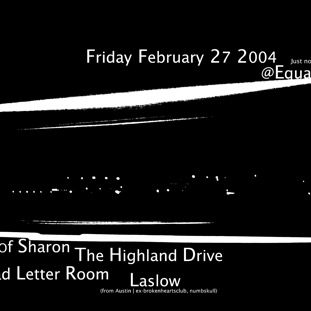 Friday February 27 2004
Just no
@Equa
of Sharon
The Highland Drive
d Letter Room
Laslow
(from Austin | ex-brokenheartsclub, numbskull)